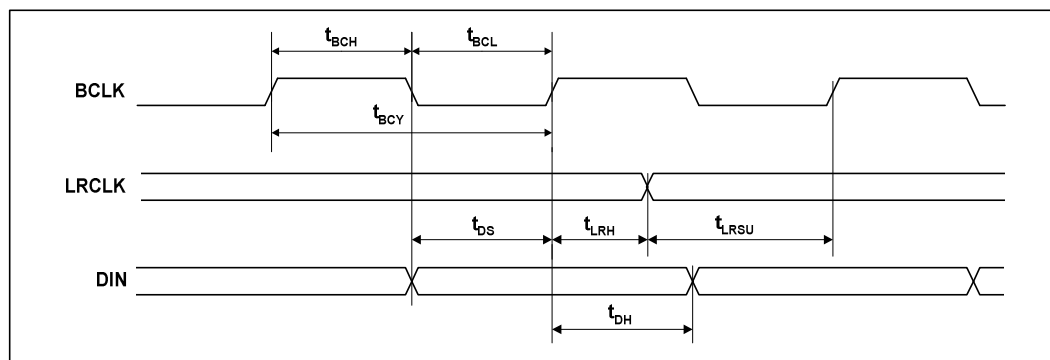 tBCH
tBCL
BCLK
tBCY
LRCLK
tDS
tLRH
tLRSU
DIN
tDH